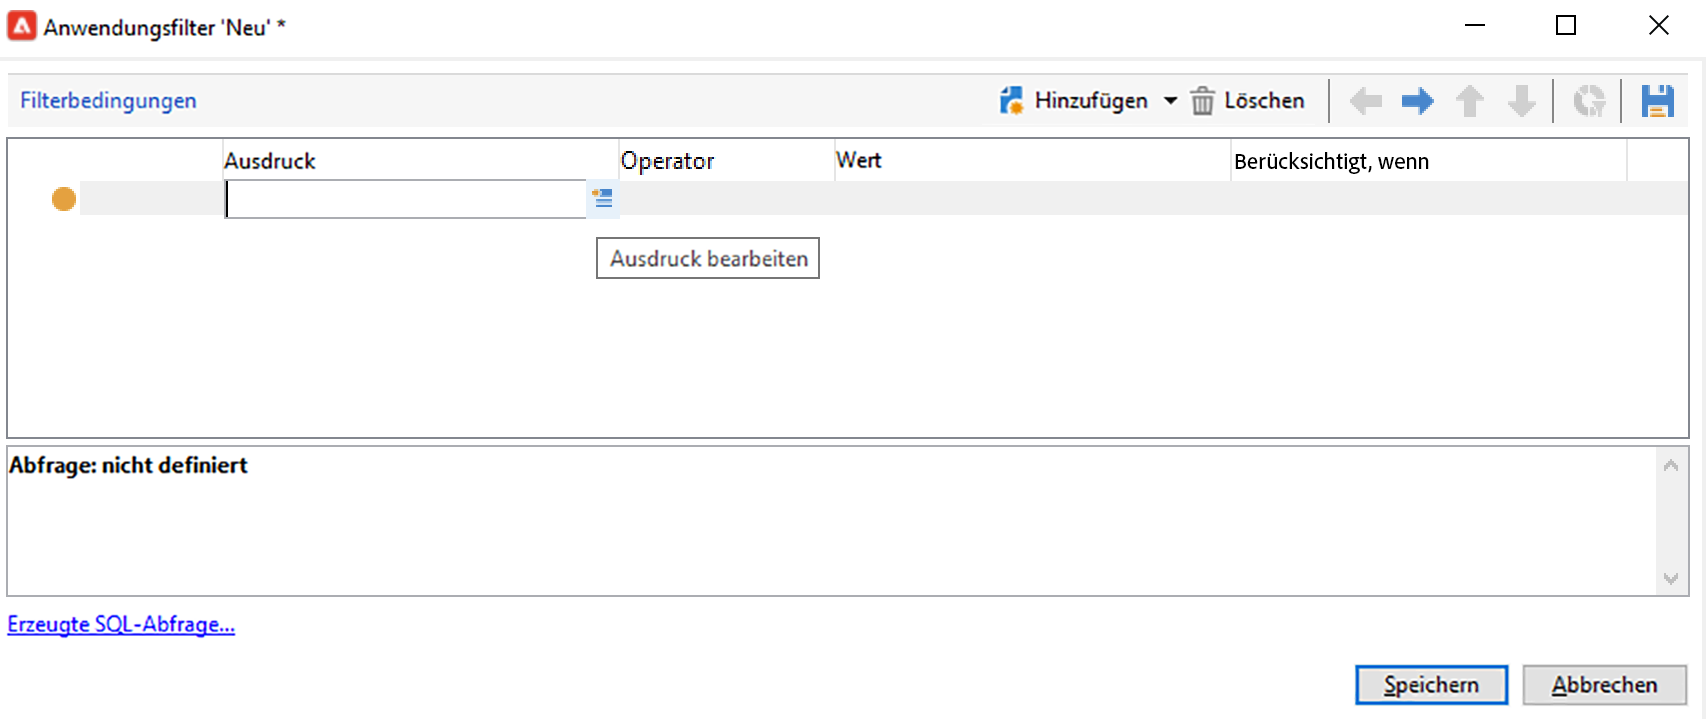 Anwendungsfilter 'Neu' *
Filterbedingungen Hinzufügen Löschen
Ausdruck Operator Wert Berücksichtigt, wenn
Ausdruck bearbeiten
Abfrage: nicht definiert
Erzeugte SQL-Abfrage...
Speichern Abbrechen